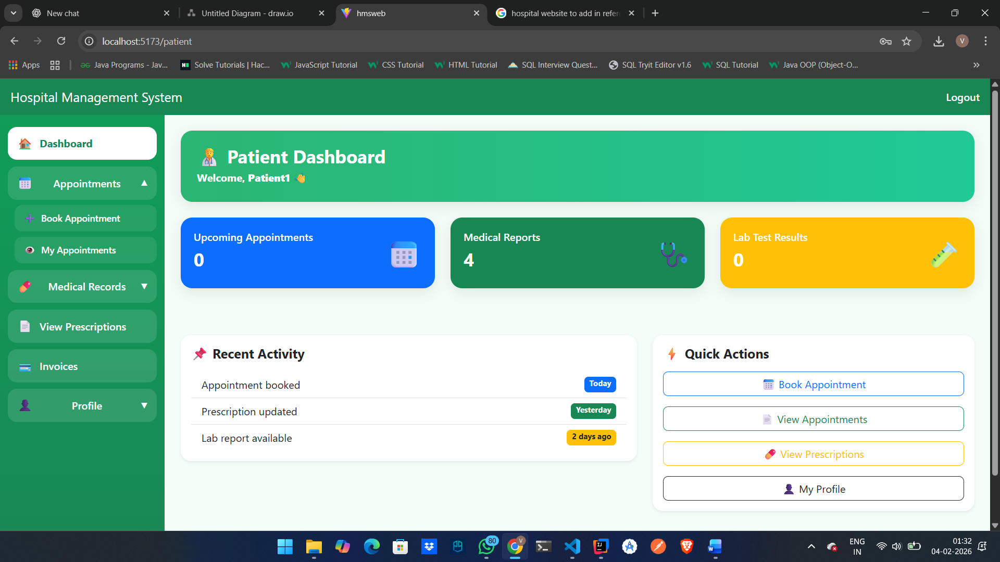 New chat
Untitled Diagram - draw.io
hmsweb
hospital website to add in refere
localhost:5173/patient
V
Apps
Java Programs - Jav...
Solve Tutorials | Hac...
JavaScript Tutorial
CSS Tutorial
HTML Tutorial
SQL Interview Quest...
SQL Tryit Editor v1.6
SQL Tutorial
Java OOP (Object-O...
Hospital Management System
Logout
Dashboard
Appointments
Book Appointment
My Appointments
Medical Records
View Prescriptions
Invoices
Profile
Patient Dashboard
Welcome, Patient1
Upcoming Appointments
0
Medical Reports
4
Lab Test Results
0
Recent Activity
Appointment booked
Today
Prescription updated
Yesterday
Lab report available
2 days ago
Quick Actions
Book Appointment
View Appointments
View Prescriptions
My Profile
80
V
ENG
IN
01:32
04-02-2026